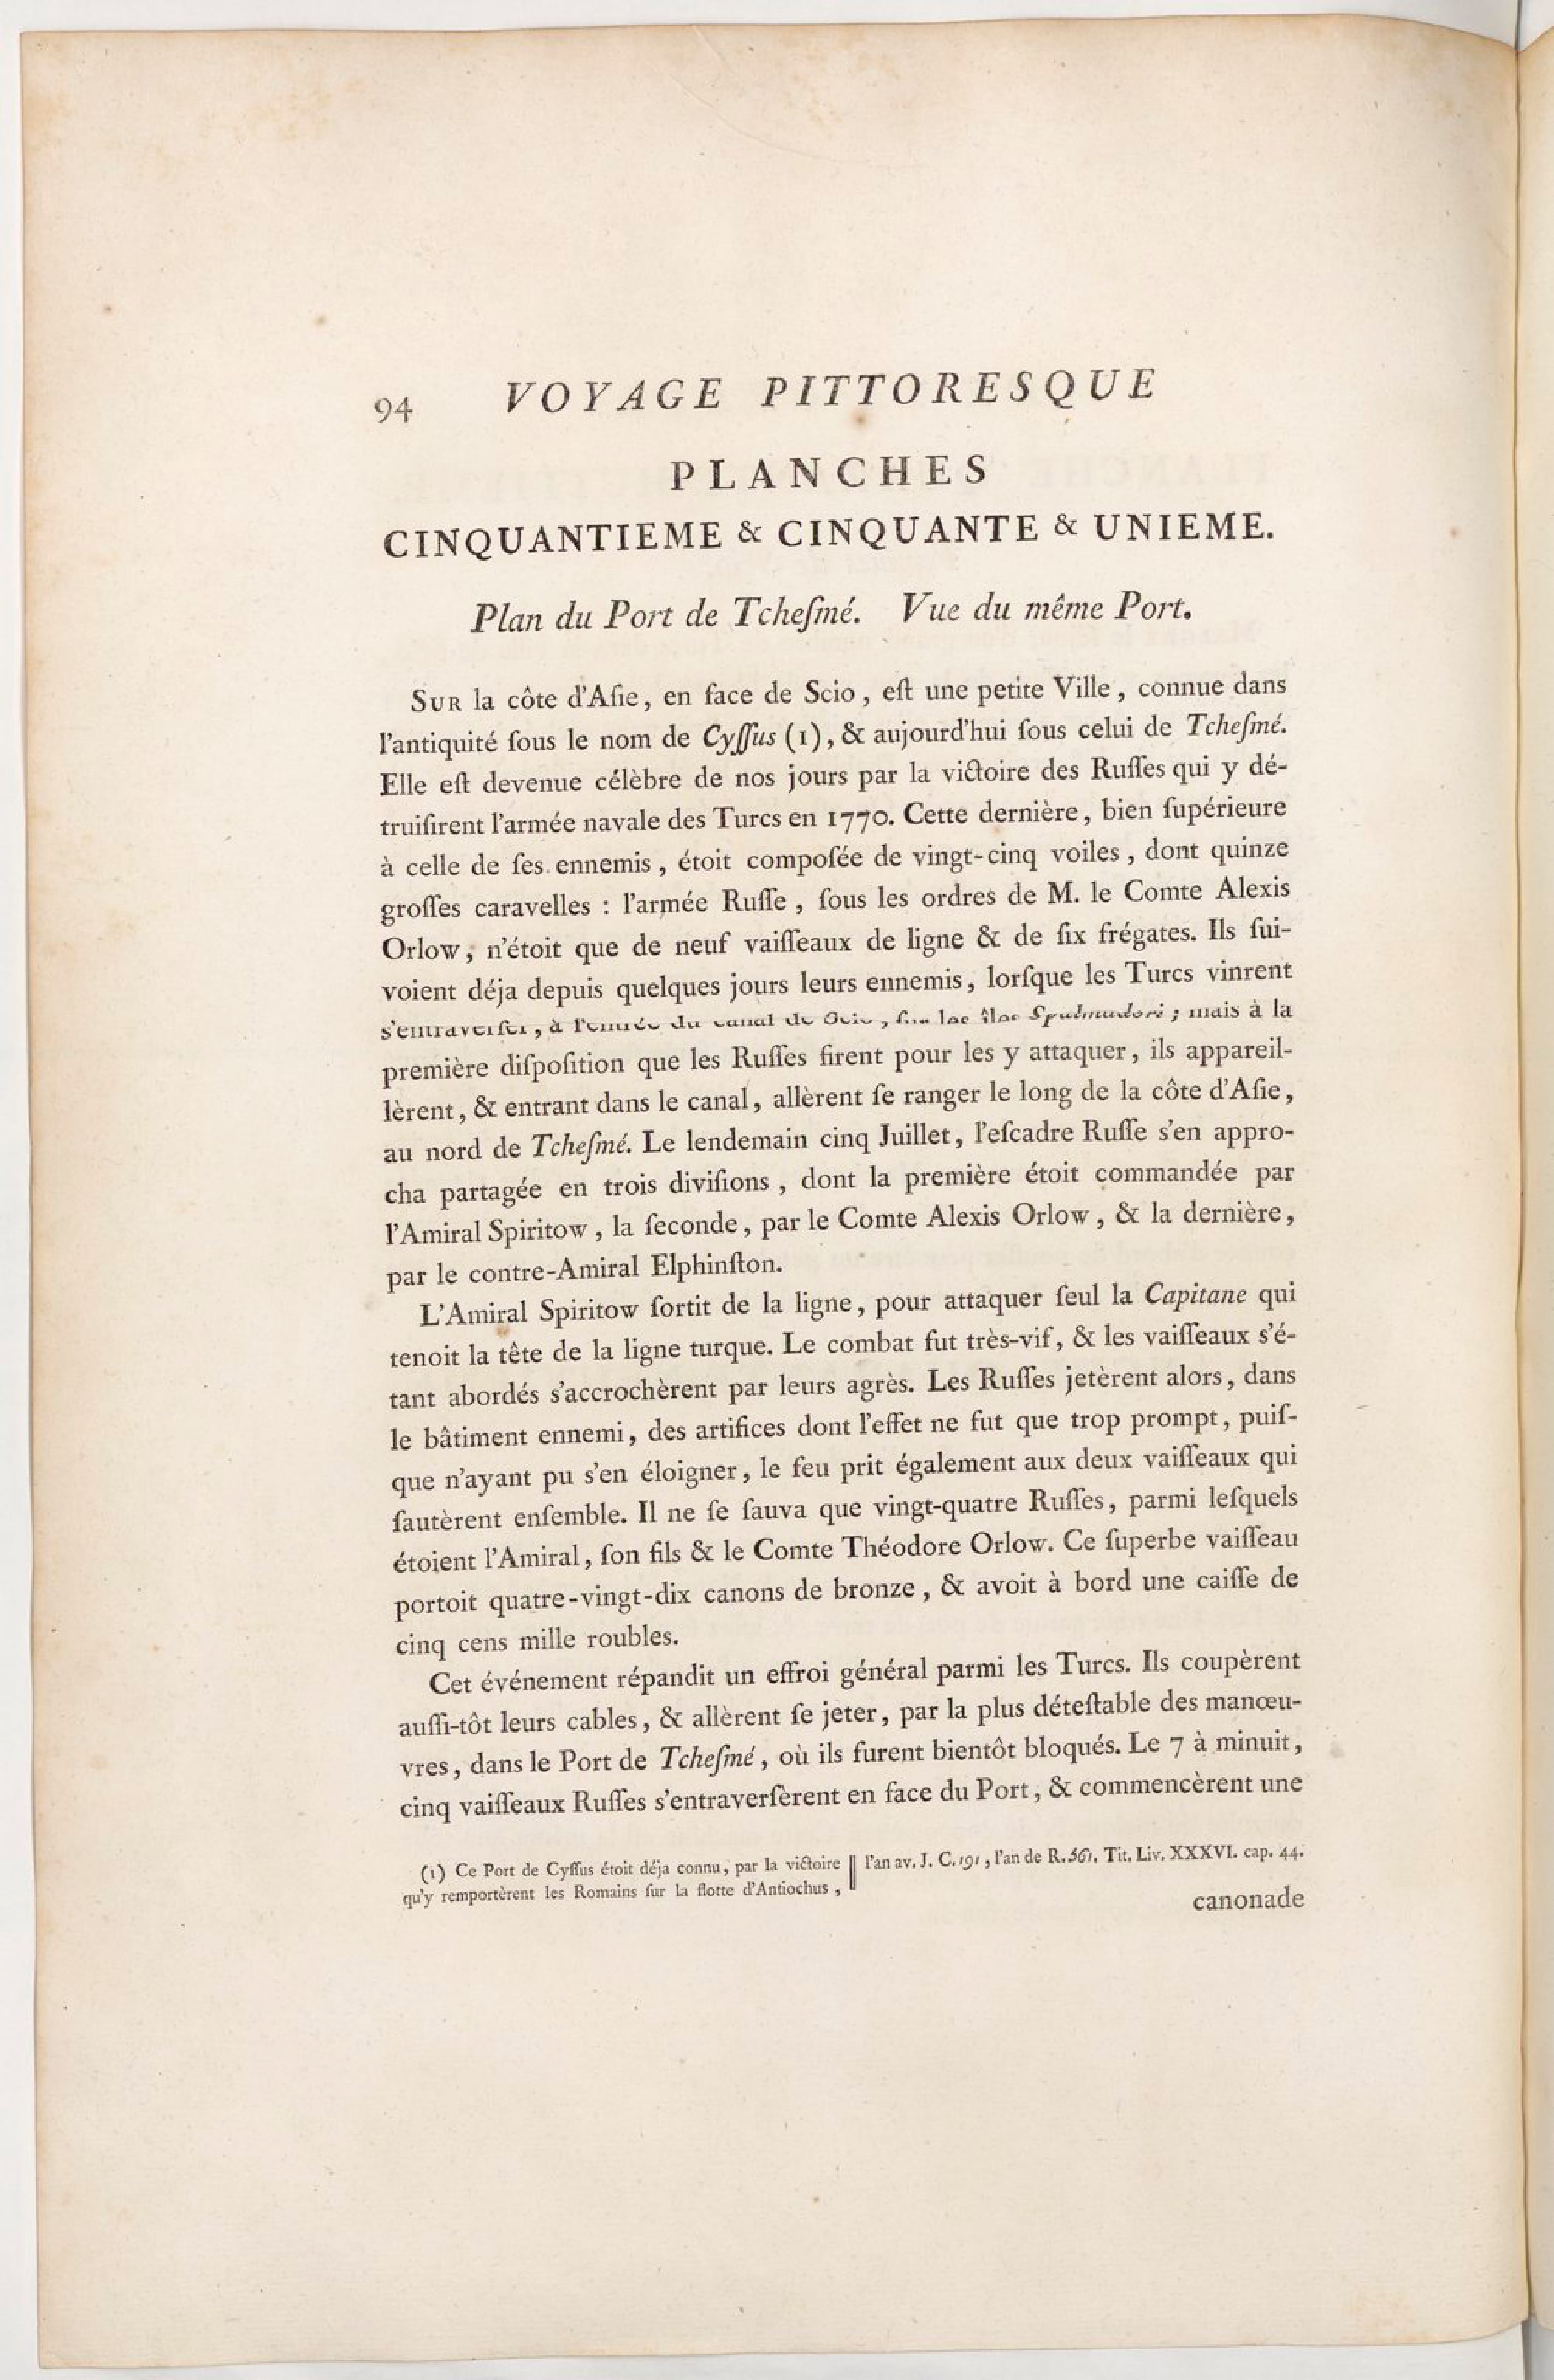 94 VOYAGE PITTORESQUE
PLANCHES
CINQUANTIEME & CINQUANTE & UNIEME.
Plan du Port de Tcheſmé. Vue du même Port.
SUR la côte d'Aſie, en face de Scio, eſt une petite Ville, connue dans
l'antiquité ſous le nom de Cyſſus (1), & aujourd'hui ſous celui de Tcheſmé.
Elle eſt devenue célèbre de nos jours par la victoire des Ruſſes qui y dé-
truiſirent l'armée navale des Turcs en 1770. Cette dernière, bien ſupérieure
à celle de ſes ennemis, étoit compoſée de vingt-cinq voiles, dont quinze
groſſes caravelles : l'armée Ruſſe, ſous les ordres de M. le Comte Alexis
Orlow, n'étoit que de neuf vaiſſeaux de ligne & de ſix frégates. Ils ſui-
voient déja depuis quelques jours leurs ennemis, lorſque les Turcs vinrent
s'entraverſer, à l'entrée du canal de ſur les îles ; mais à la
première diſpoſition que les Ruſſes firent pour les y attaquer, ils appareil-
lèrent, & entrant dans le canal, allèrent ſe ranger le long de la côte d'Aſie,
au nord de Tcheſmé. Le lendemain cinq Juillet, l'eſcadre Ruſſe s'en appro-
cha partagée en trois diviſions, dont la première étoit commandée par
l'Amiral Spiritow, la ſeconde, par le Comte Alexis Orlow, & la dernière,
par le contre-Amiral Elphinſton.
L'Amiral Spiritow ſortit de la ligne, pour attaquer ſeul la Capitane qui
tenoit la tête de la ligne turque. Le combat fut très-vif, & les vaiſſeaux s'é-
tant abordés s'accrochèrent par leurs agrès. Les Ruſſes jetèrent alors, dans
le bâtiment ennemi, des artifices dont l'effet ne fut que trop prompt, puiſ-
que n'ayant pu s'en éloigner, le feu prit également aux deux vaiſſeaux qui
ſautèrent enſemble. Il ne ſe ſauva que vingt-quatre Ruſſes, parmi leſquels
étoient l'Amiral, ſon fils & le Comte Théodore Orlow. Ce ſuperbe vaiſſeau
portoit quatre-vingt-dix canons de bronze, & avoit à bord une caiſſe de
cinq cens mille roubles.
Cet événement répandit un effroi général parmi les Turcs. Ils coupèrent
auſſi-tôt leurs cables, & allèrent ſe jeter, par la plus déteſtable des manœu-
vres, dans le Port de Tcheſmé, où ils furent bientôt bloqués. Le 7 à minuit,
cinq vaiſſeaux Ruſſes s'entraverſèrent en face du Port, & commencèrent une
(1) Ce Port de Cyſſus étoit déja connu, par la victoire
qu'y remportèrent les Romains ſur la flotte d'Antiochus,
l'an av. J. C. 191, l'an de R. 561. Tit. Liv. XXXVI. cap. 44.
canonade